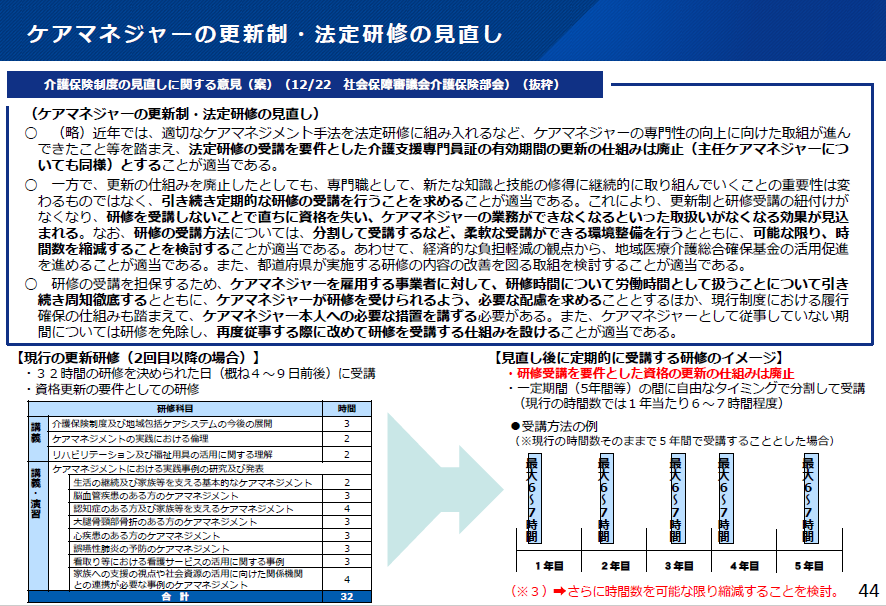 ケアマネジャーの更新制・法定研修の見直し
介護保険制度の見直しに関する意見（案）（12/22　社会保障審議会介護保険部会）（抜粋）
（ケアマネジャーの更新制・法定研修の見直し）
○　（略）近年では、適切なケアマネジメント手法を法定研修に組み入れるなど、ケアマネジャーの専門性の向上に向けた取組が進ん
できたこと等を踏まえ、法定研修の受講を要件とした介護支援専門員証の有効期間の更新の仕組みは廃止（主任ケアマネジャーにつ
いても同様）とすることが適当である。
○　一方で、更新の仕組みを廃止したとしても、専門職として、新たな知識と技能の修得に継続的に取り組んでいくことの重要性は変
わるものではなく、引き続き定期的な研修の受講を行うことを求めることが適当である。これにより、更新制と研修受講の紐付けが
なくなり、研修を受講しないことで直ちに資格を失い、ケアマネジャーの業務ができなくなるといった取扱いがなくなる効果が見込
まれる。なお、研修の受講方法については、分割して受講するなど、柔軟な受講ができる環境整備を行うとともに、可能な限り、時
間数を縮減することを検討することが適当である。あわせて、経済的な負担軽減の観点から、地域医療介護総合確保基金の活用促進
を進めることが適当である。また、都道府県が実施する研修の内容の改善を図る取組を検討することが適当である。
○　研修の受講を担保するため、ケアマネジャーを雇用する事業者に対して、研修時間について労働時間として扱うことについて引き
続き周知徹底するとともに、ケアマネジャーが研修を受けられるよう、必要な配慮を求めることとするほか、現行制度における履行
確保の仕組みも踏まえて、ケアマネジャー本人への必要な措置を講ずる必要がある。また、ケアマネジャーとして従事していない期
間については研修を免除し、再度従事する際に改めて研修を受講する仕組みを設けることが適当である。
【現行の更新研修（2回目以降の場合）】
・３２時間の研修を決められた日（概ね４～９日前後）に受講
・資格更新の要件としての研修
研修科目　時間
講義
介護保険制度及び地域包括ケアシステムの今後の展開　3
ケアマネジメントの実践における倫理　2
リハビリテーション及び福祉用具の活用に関する理解　2
講義・演習
ケアマネジメントにおける実践事例の研究及び発表
生活の継続及び家族等を支える基本的なケアマネジメント　2
脳血管疾患のある方のケアマネジメント　3
認知症のある方及び家族等を支えるケアマネジメント　4
大腿骨頸部骨折のある方のケアマネジメント　3
心疾患のある方のケアマネジメント　3
誤嚥性肺炎の予防のケアマネジメント　3
看取り等における看護サービスの活用に関する事例　3
家族への支援の視点や社会資源の活用に向けた関係機関
との連携が必要な事例のケアマネジメント　4
合　計　32
【見直し後に定期的に受講する研修のイメージ】
・研修受講を要件とした資格の更新の仕組みは廃止
・一定期間（5年間等）の間に自由なタイミングで分割して受講
（現行の時間数では１年当たり６～７時間程度）
●受講方法の例
（※現行の時間数そのままで５年間で受講することとした場合）
最大６～７時間
最大６～７時間
最大６～７時間
最大６～７時間
最大６～７時間
１年目　２年目　３年目　４年目　５年目
（※３）➡さらに時間数を可能な限り縮減することを検討。
44